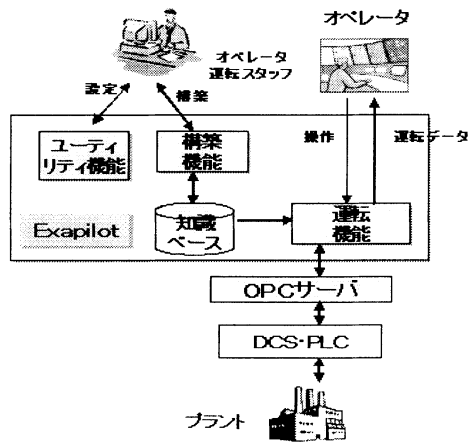 オペレータ
オペレータ
運転スタッフ
設定
構築
操作
運転データ
ユーティ
リティ機能
構築
機能
知識
ベース
運転
機能
Exapilot
OPCサーバ
DCS・PLC
プラント